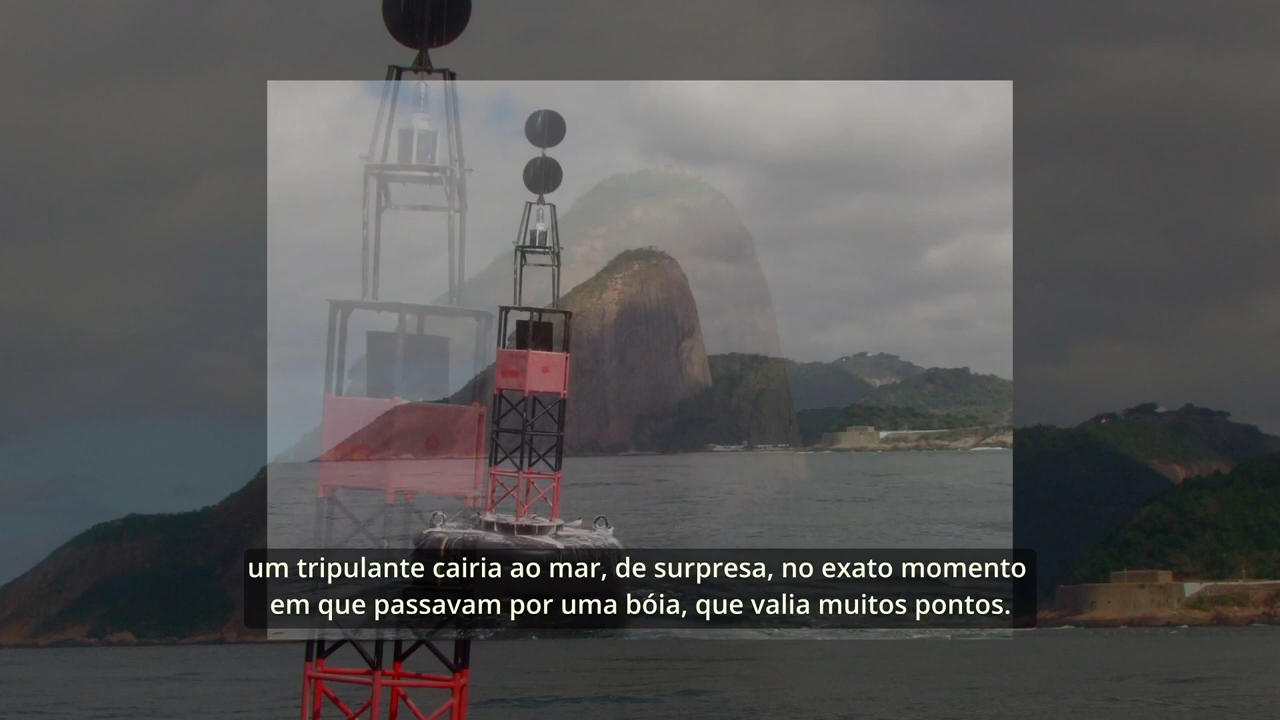 um tripulante cairia ao mar, de surpresa, no exato momento
em que passavam por uma bóia, que valia muitos pontos.